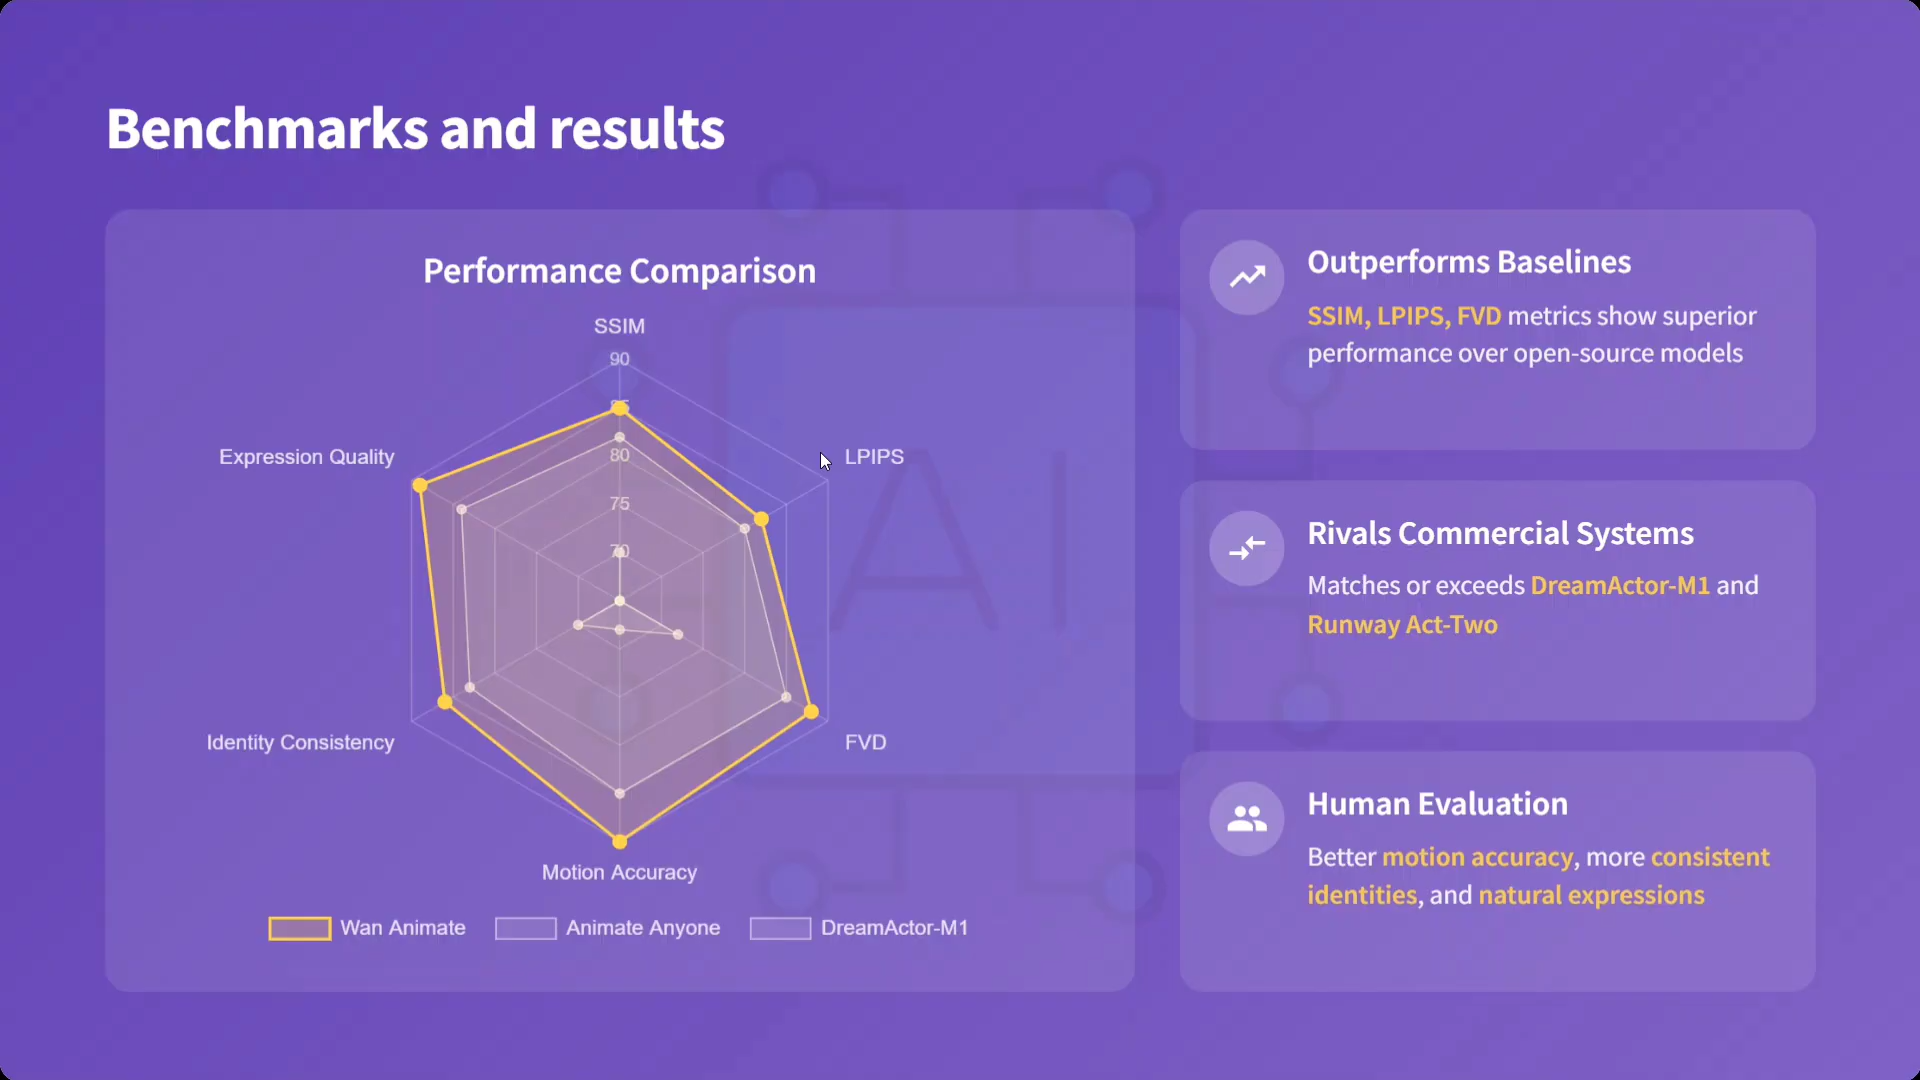 Benchmarks and results
Performance Comparison
SSIM
90
85
80
75
70
Expression Quality
LPIPS
Identity Consistency
FVD
Motion Accuracy
Wan Animate
Animate Anyone
DreamActor-M1
AI
Outperforms Baselines
SSIM, LPIPS, FVD metrics show superior
performance over open-source models
Rivals Commercial Systems
Matches or exceeds DreamActor-M1 and
Runway Act-Two
Human Evaluation
Better motion accuracy, more consistent
identities, and natural expressions